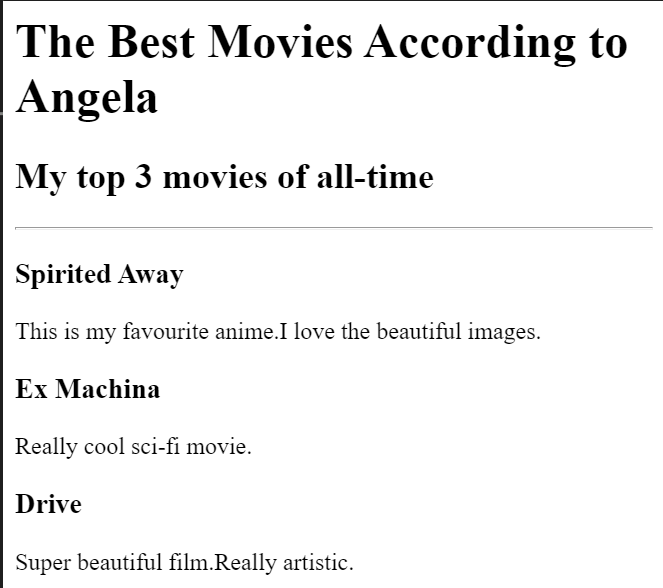 The Best Movies According to
Angela
My top 3 movies of all-time
Spirited Away
This is my favourite anime.I love the beautiful images.
Ex Machina
Really cool sci-fi movie.
Drive
Super beautiful film.Really artistic.